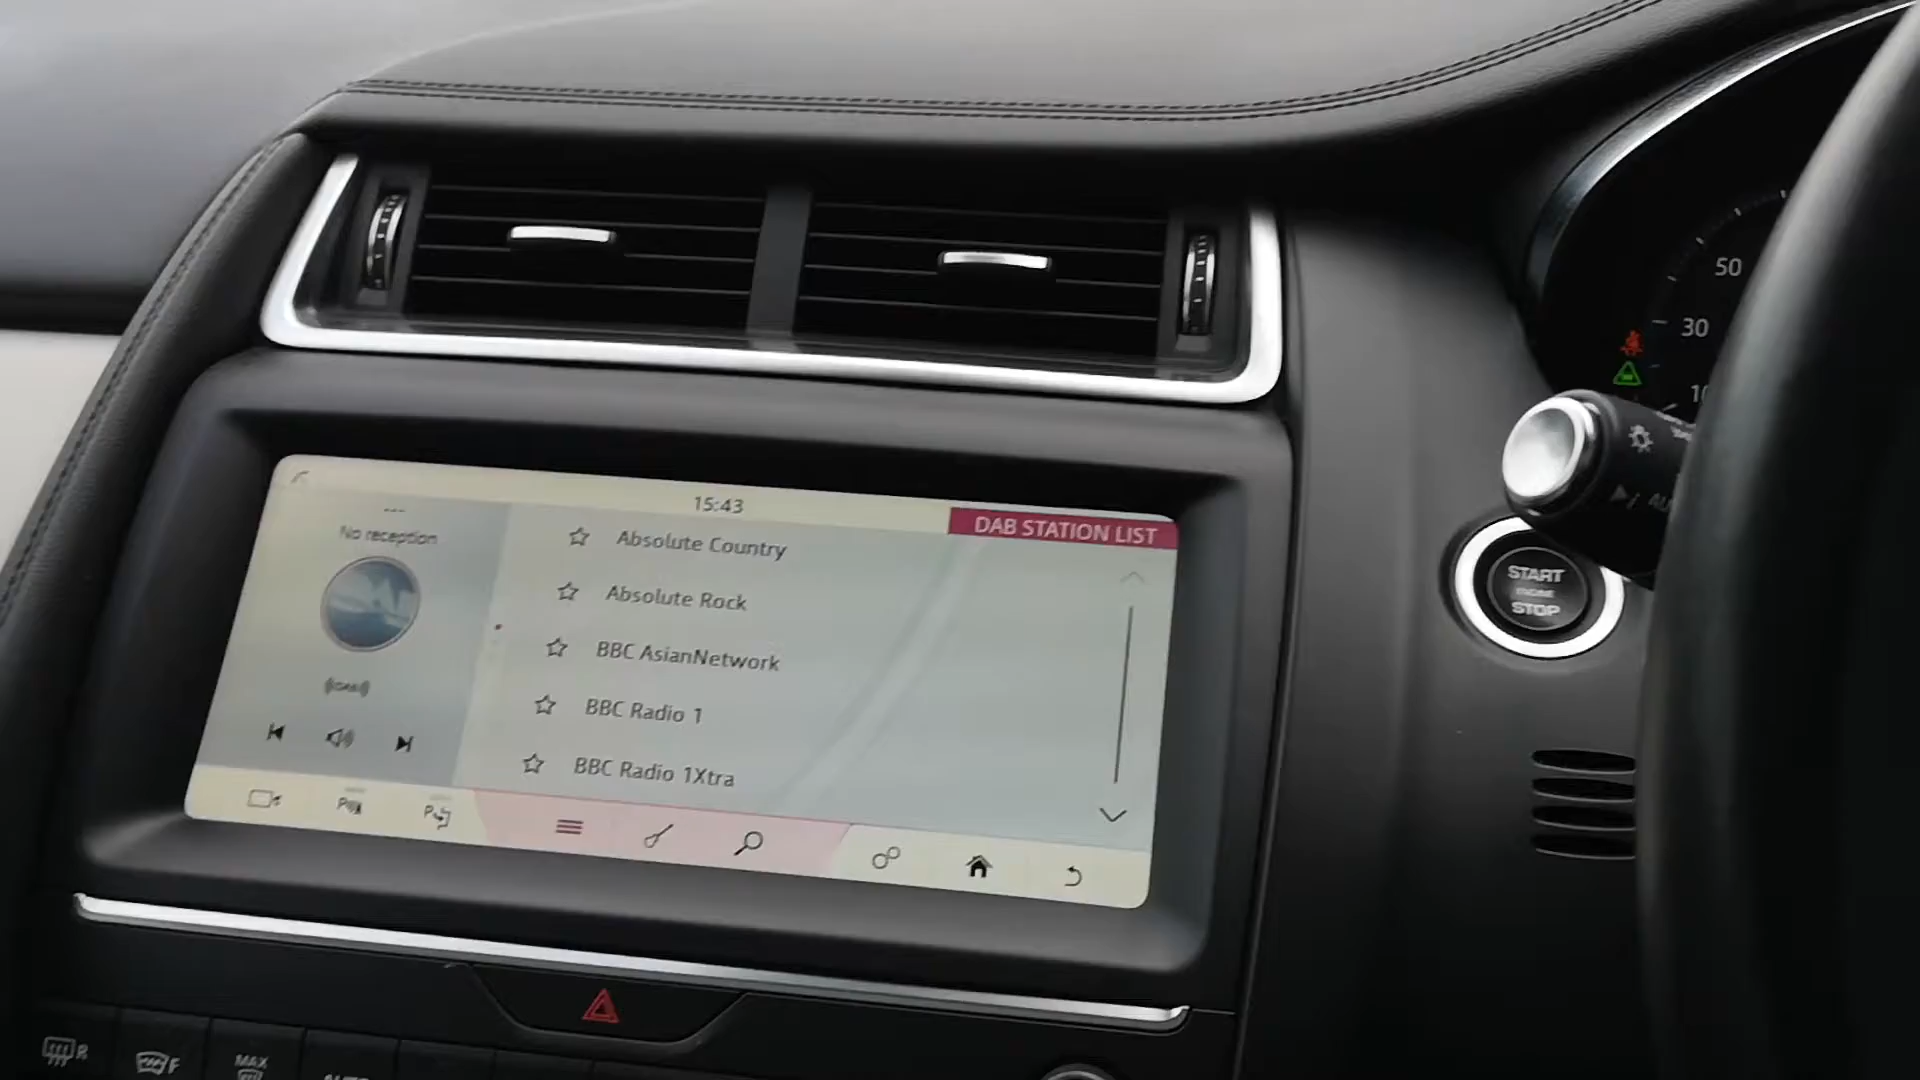 50
30
15:43
DAB STATION LIST
No reception
Absolute Country
Absolute Rock
BBC AsianNetwork
BBC Radio 1
BBC Radio 1Xtra
START
ENGINE
STOP
R
F
MAX